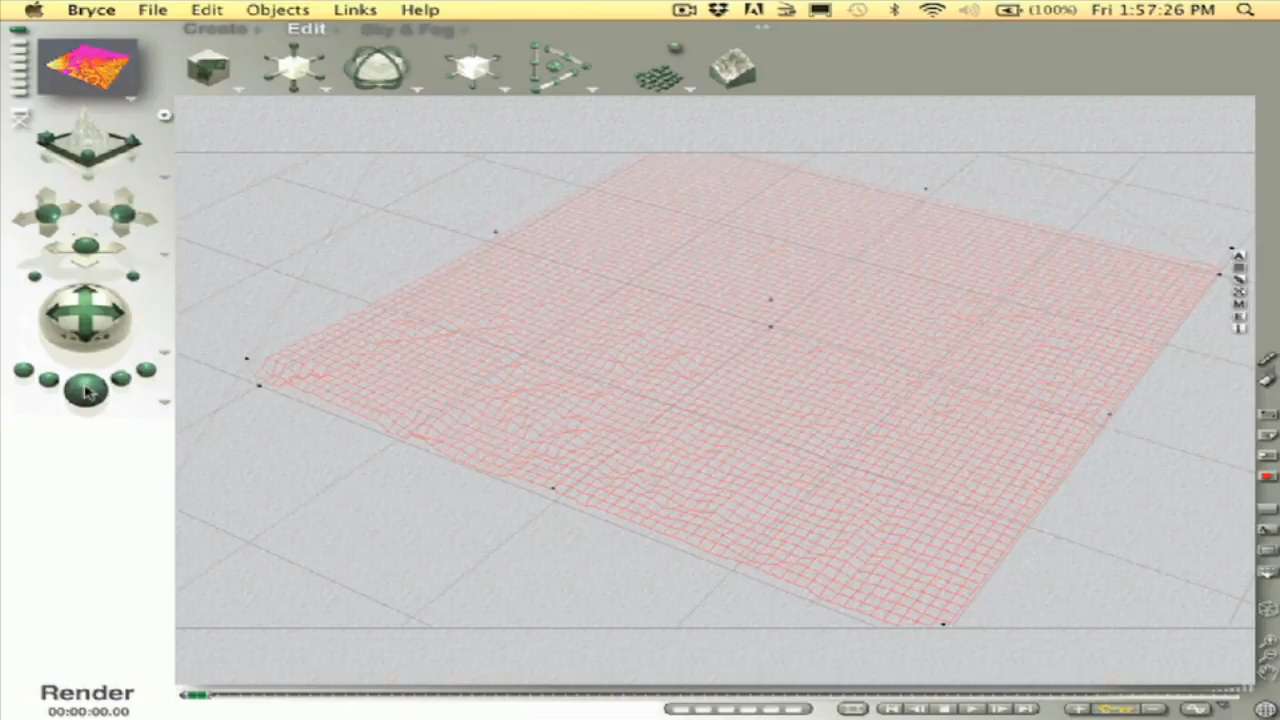 Bryce File Edit Objects Links Help (100%) Fri 1:57:26 PM
Create Edit Sky & Fog
A
M
E
I
Render
00:00:00.00